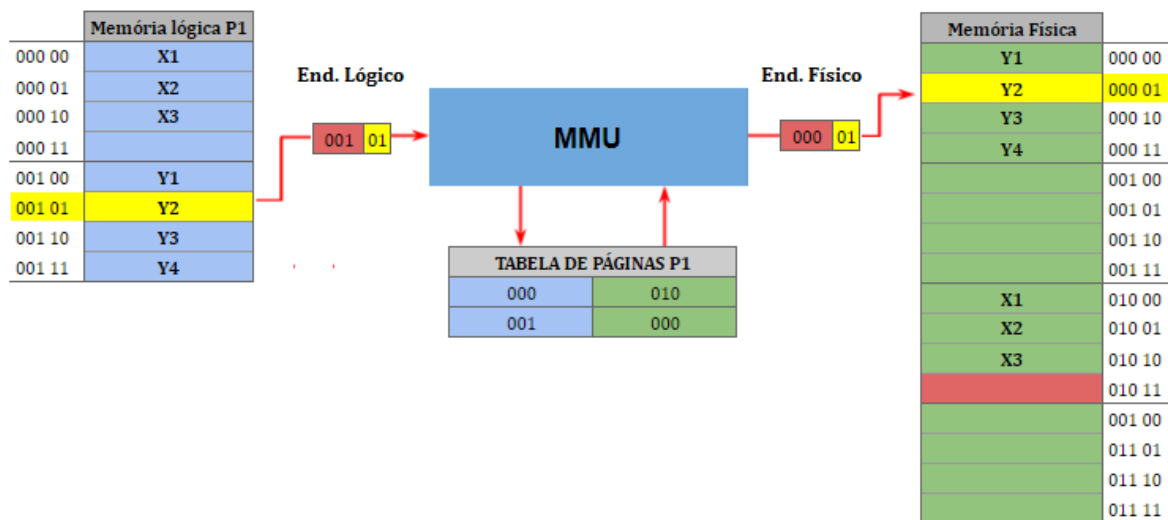 Memória lógica P1
000 00 X1
000 01 X2
000 10 X3
000 11
001 00 Y1
001 01 Y2
001 10 Y3
001 11 Y4
End. Lógico
001 01
MMU
End. Físico
000 01
TABELA DE PÁGINAS P1
000 010
001 000
Memória Física
Y1 000 00
Y2 000 01
Y3 000 10
Y4 000 11
001 00
001 01
001 10
001 11
X1 010 00
X2 010 01
X3 010 10
010 11
001 00
011 01
011 10
011 11